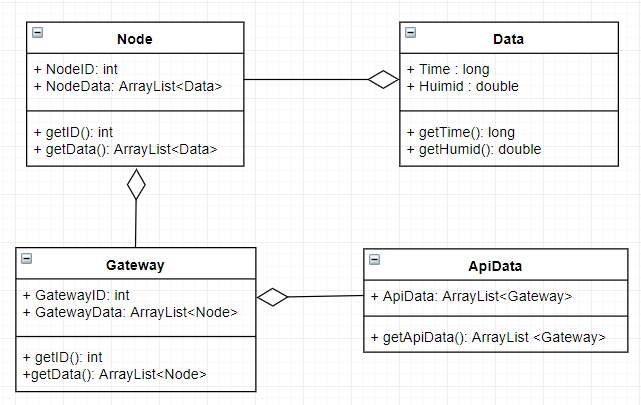 Node
+ NodeID: int
+ NodeData: ArrayList<Data>
+ getID(): int
+ getData(): ArrayList<Data>
Data
+ Time : long
+ Huimid : double
+ getTime(): long
+ getHumid(): double
Gateway
+ GatewayID: int
+ GatewayData: ArrayList<Node>
+ getID(): int
+getData(): ArrayList<Node>
ApiData
+ ApiData: ArrayList<Gateway>
+ getApiData(): ArrayList <Gateway>